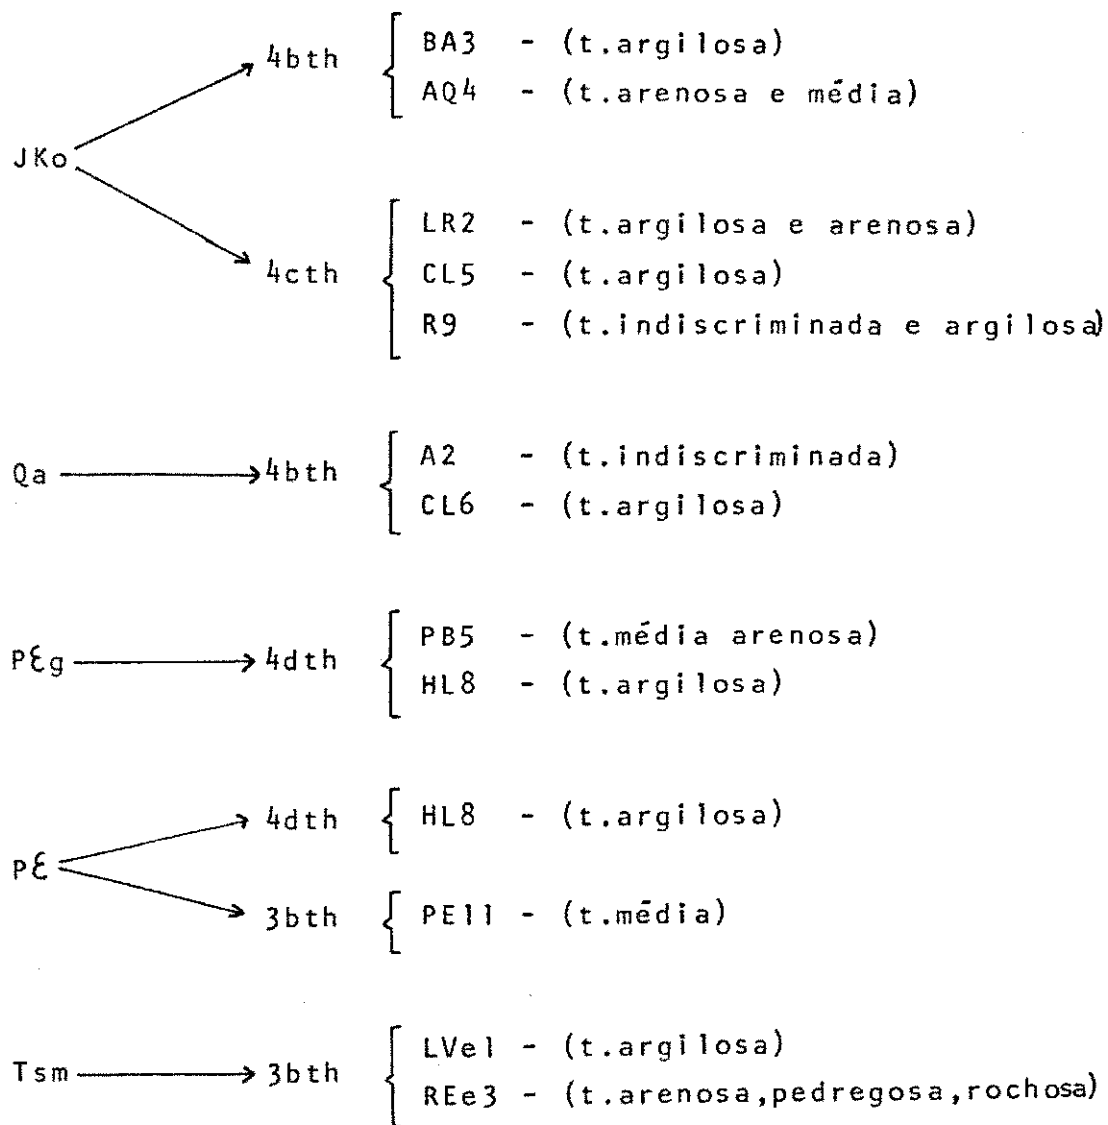 4bth BA3 - (t.argilosa)
AQ4 - (t.arenosa e média)
JKo
4cth LR2 - (t.argilosa e arenosa)
CL5 - (t.argilosa)
R9 - (t.indiscriminada e argilosa)
Qa 4bth A2 - (t.indiscriminada)
CL6 - (t.argilosa)
PƐg 4dth PB5 - (t.média arenosa)
HL8 - (t.argilosa)
PƐ 4dth HL8 - (t.argilosa)
3bth PE11 - (t.média)
Tsm 3bth LVe1 - (t.argilosa)
REe3 - (t.arenosa,pedregosa,rochosa)